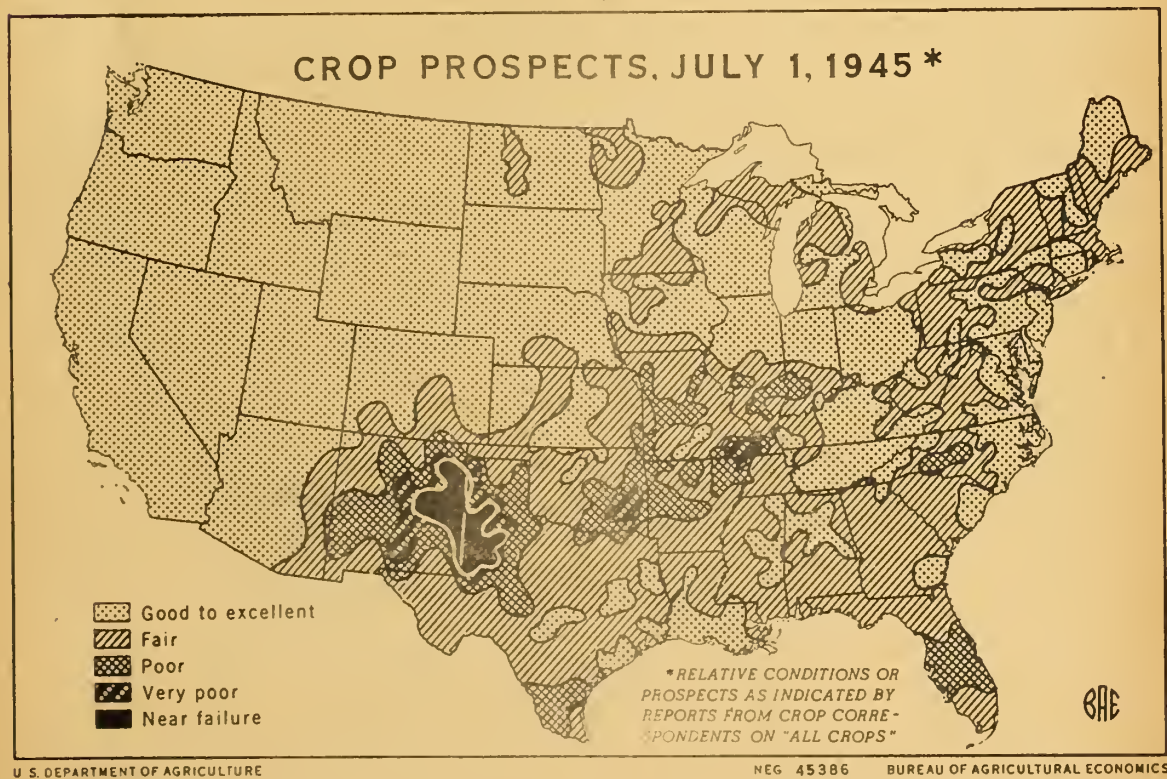 CROP PROSPECTS, JULY 1, 1945 *
Good to excellent
Fair
Poor
Very poor
Near failure
*RELATIVE CONDITIONS OR
PROSPECTS AS INDICATED BY
REPORTS FROM CROP CORRE-
SPONDENTS ON "ALL CROPS"
BAE
U. S. DEPARTMENT OF AGRICULTURE
NEG 45386 BUREAU OF AGRICULTURAL ECONOMICS